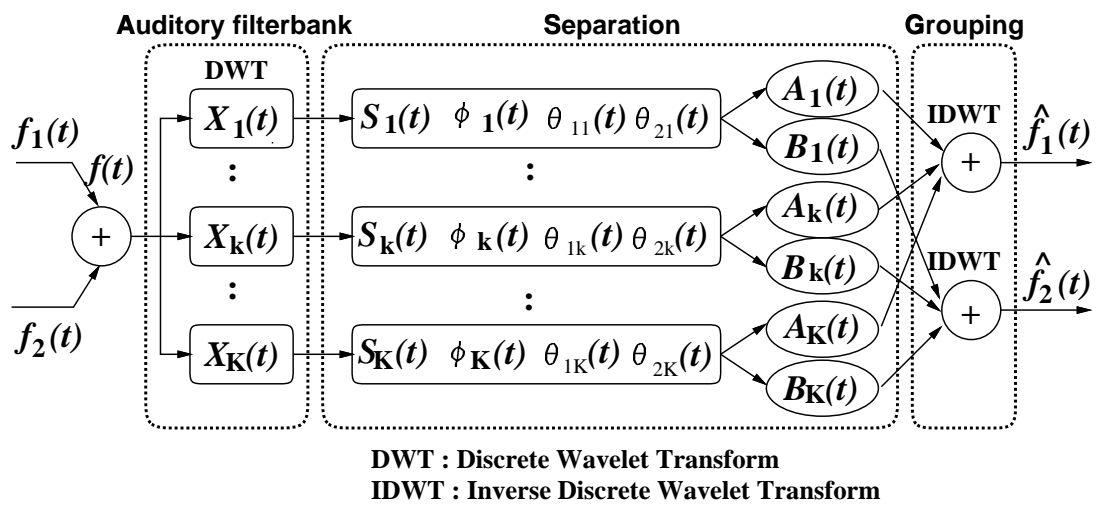 Auditory filterbank Separation Grouping
DWT
X1(t) S1(t) ϕ1(t) θ11(t) θ21(t) A1(t) IDWT f̂1(t)
f1(t) f(t) : : B1(t) +
+ Xk(t) Sk(t) ϕk(t) θ1k(t) θ2k(t) Ak(t)
: : Bk(t) IDWT f̂2(t)
f2(t) XK(t) SK(t) ϕK(t) θ1K(t) θ2K(t) AK(t) +
BK(t)
DWT : Discrete Wavelet Transform
IDWT : Inverse Discrete Wavelet Transform